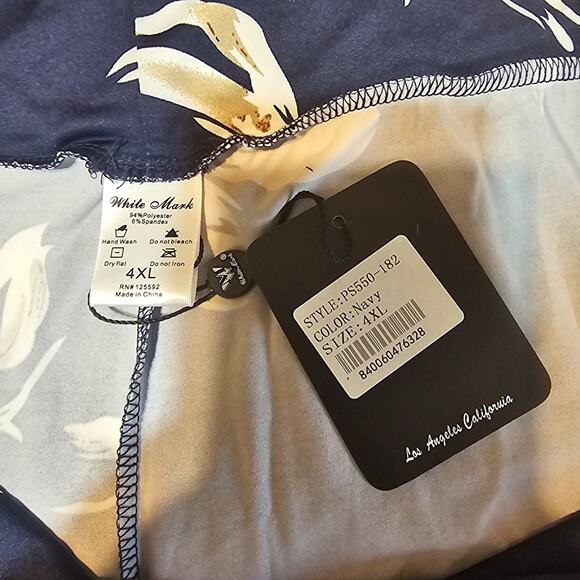 White Mark
94%Polyester
6%Spandex
Hand Wash Do not bleach
Dry flat Do not Iron
4XL
RN#125592
Made in China
STYLE:PS550-182
COLOR:Navy
SIZE:4XL
840060476328
Los Angeles California